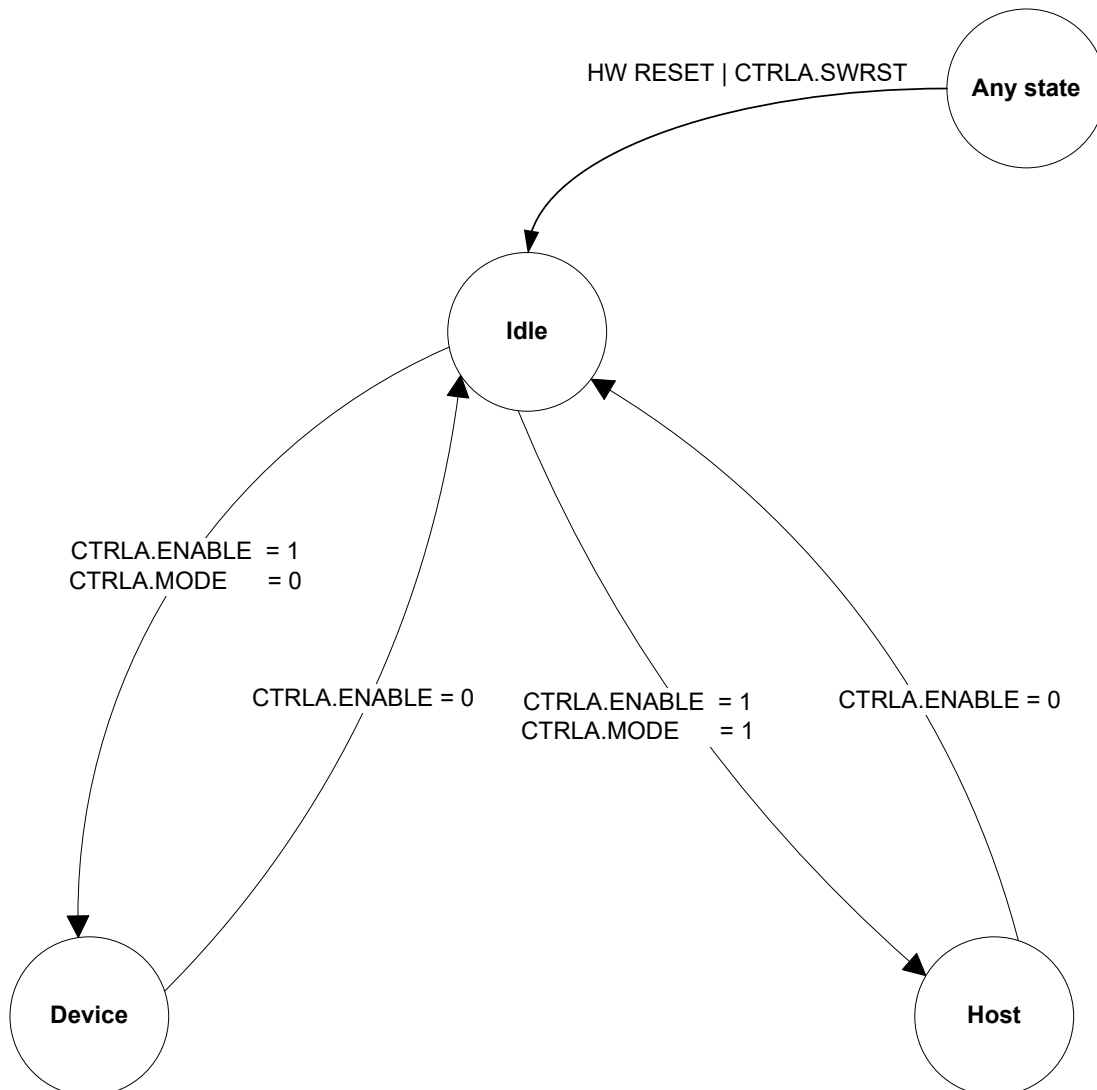 HW RESET | CTRLA.SWRST
Any state
Idle
CTRLA.ENABLE = 1
CTRLA.MODE = 0
CTRLA.ENABLE = 0
CTRLA.ENABLE = 1
CTRLA.MODE = 1
CTRLA.ENABLE = 0
Device
Host